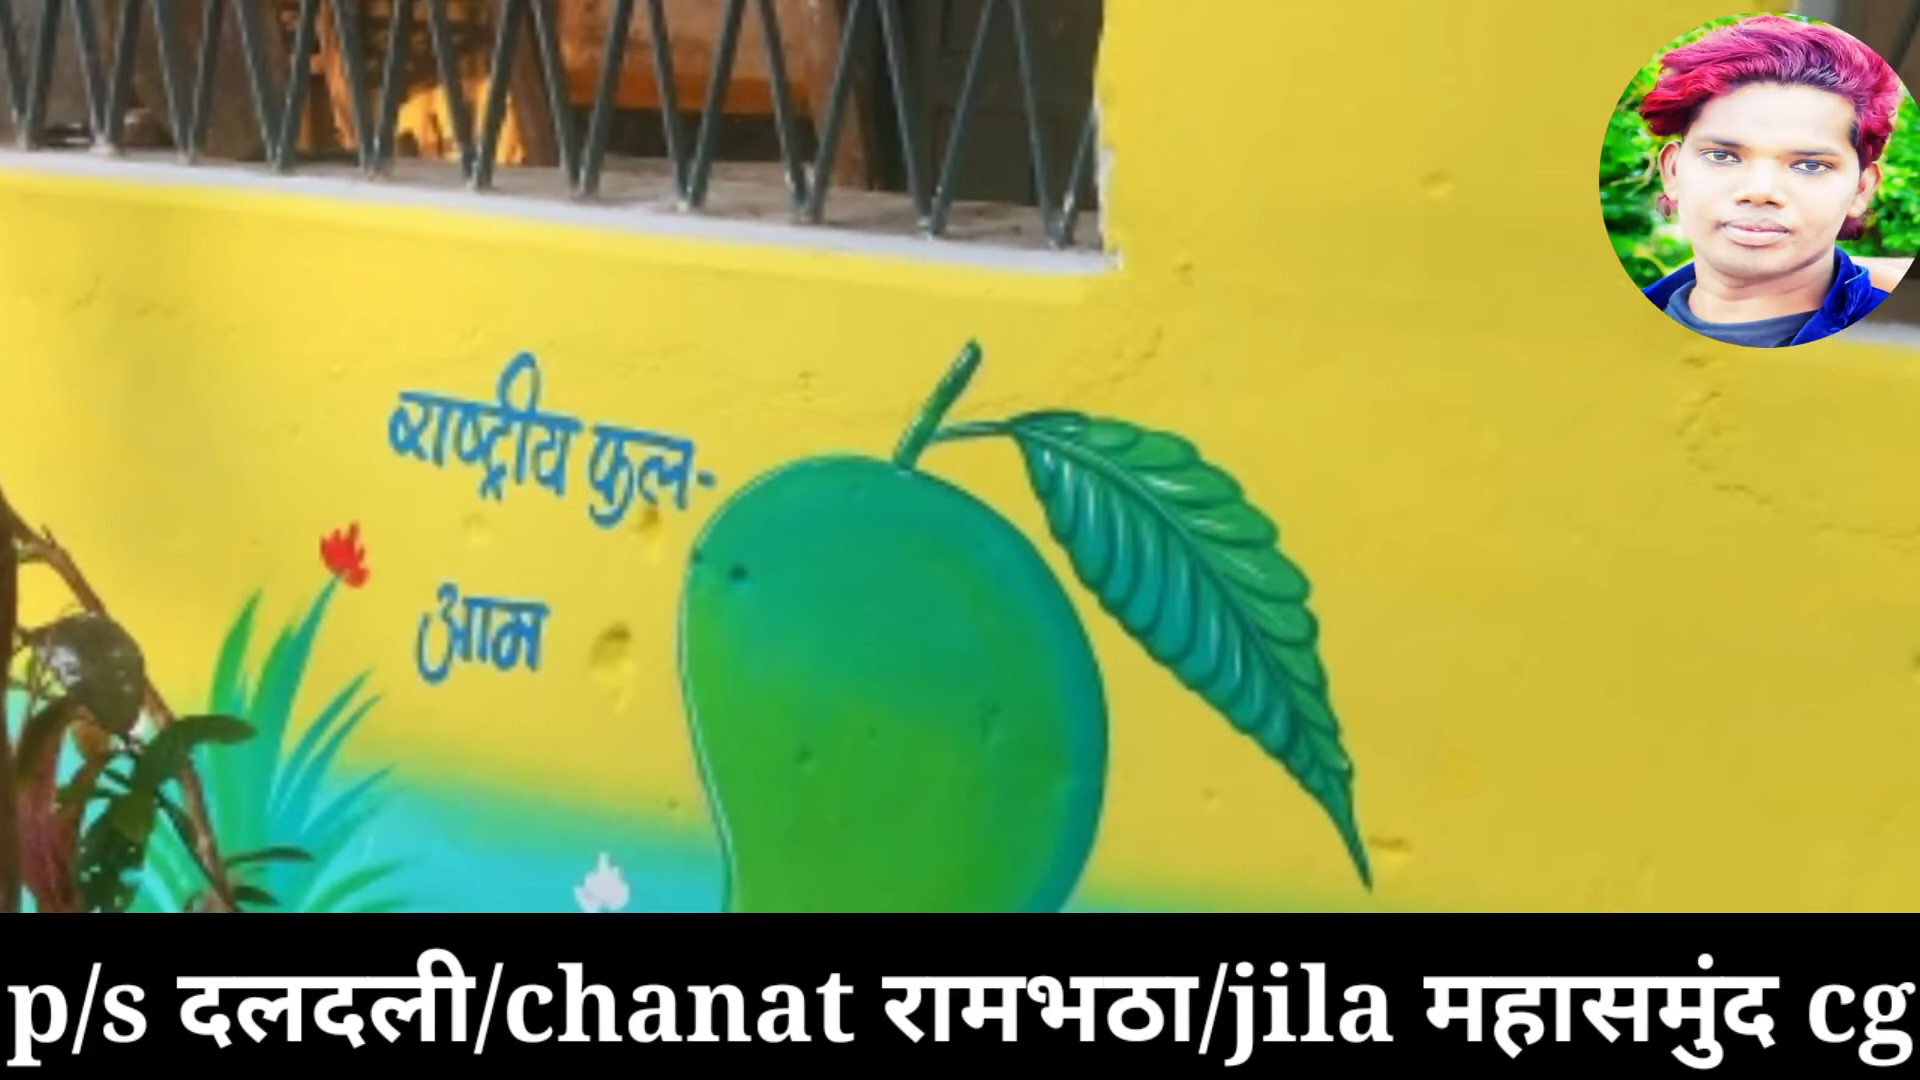 राष्ट्रीय फल-
आम
p/s दलदली/chanat रामभठा/jila महासमुंद cg